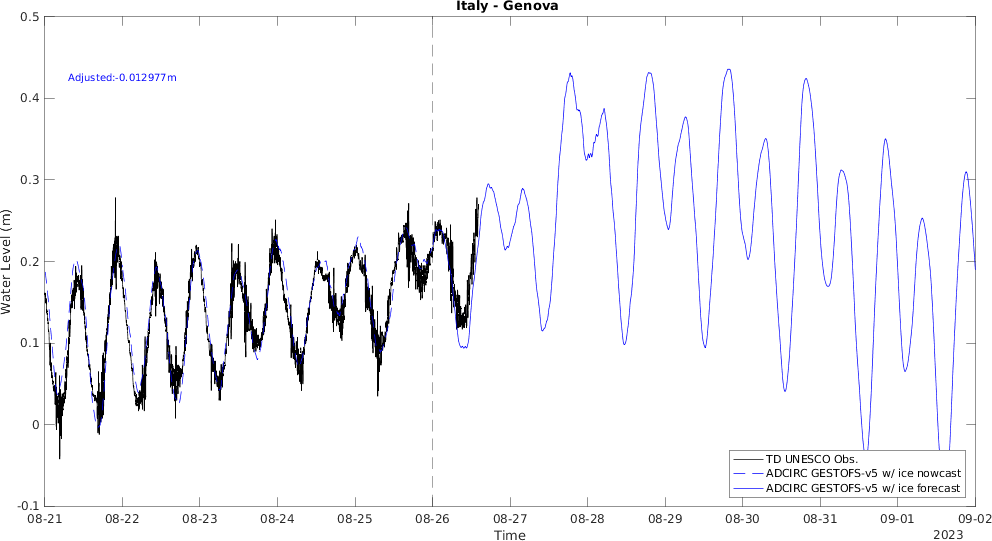 Italy - Genova
0.5
Adjusted:-0.012977m
0.4
0.3
0.2
0.1
0
-0.1
Water Level (m)
TD UNESCO Obs.
ADCIRC GESTOFS-v5 w/ ice nowcast
ADCIRC GESTOFS-v5 w/ ice forecast
08-21 08-22 08-23 08-24 08-25 08-26 08-27 08-28 08-29 08-30 08-31 09-01 09-02
Time
2023